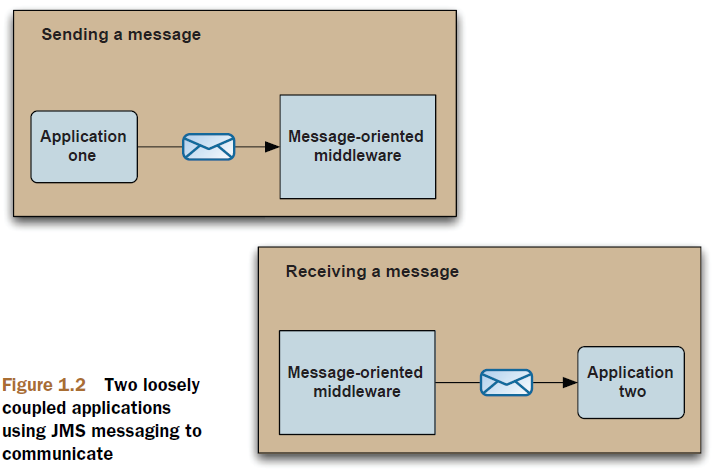 Sending a message
Application
one
Message-oriented
middleware
Receiving a message
Message-oriented
middleware
Application
two
Figure 1.2 Two loosely
coupled applications
using JMS messaging to
communicate